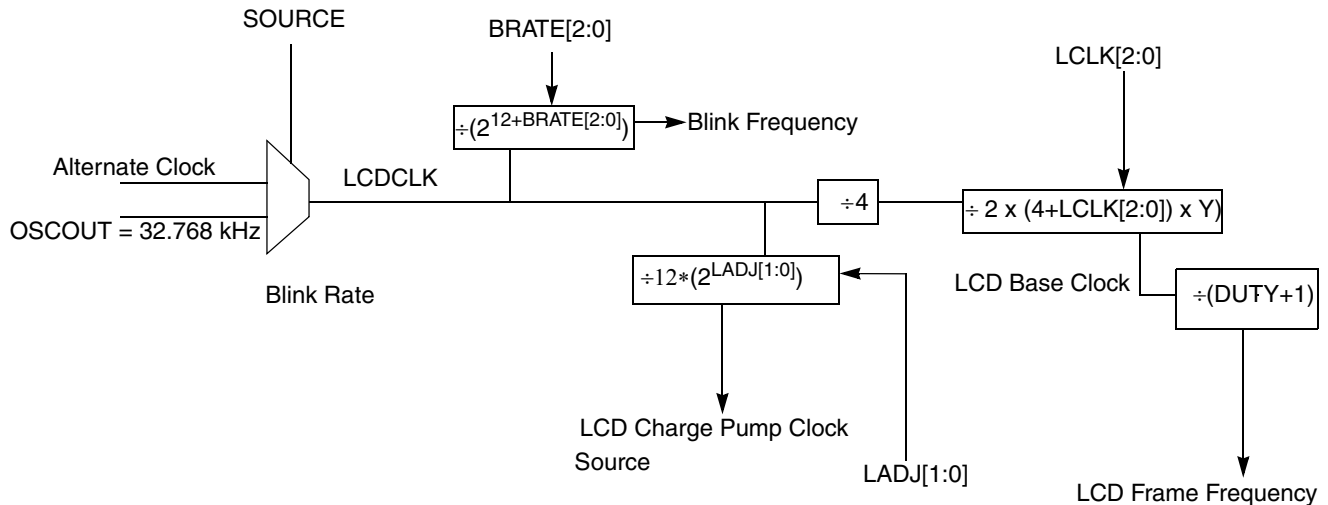 SOURCE
BRATE[2:0]
LCLK[2:0]
÷(2^12+BRATE[2:0])
Blink Frequency
Alternate Clock
LCDCLK
÷4
÷ 2 x (4+LCLK[2:0]) x Y)
OSCOUT = 32.768 kHz
÷12*(2^LADJ[1:0])
LCD Base Clock
÷(DUTY+1)
Blink Rate
LCD Charge Pump Clock
Source
LADJ[1:0]
LCD Frame Frequency